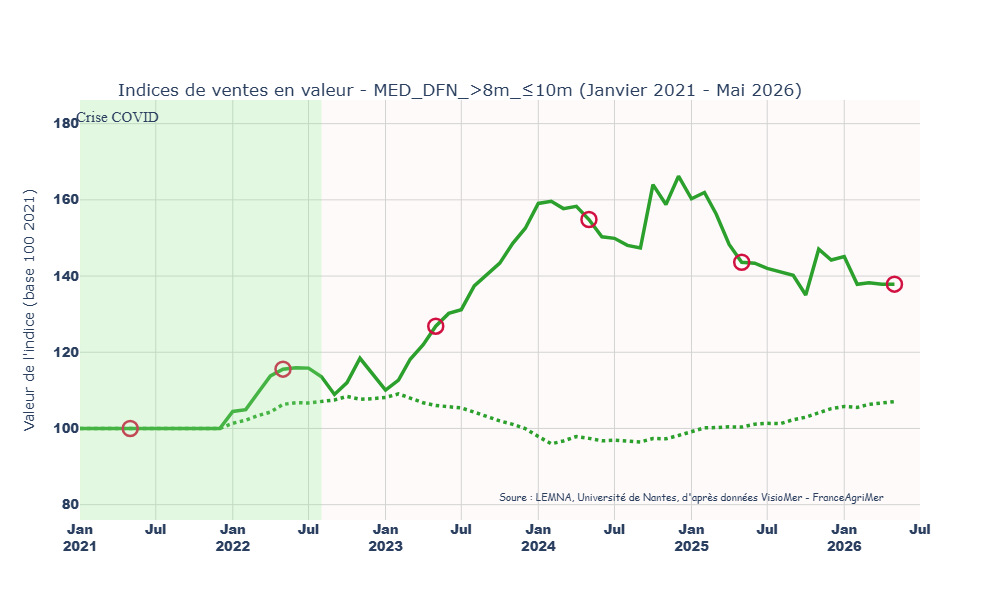 Indices de ventes en valeur - MED_DFN_>8m_≤10m (Janvier 2021 - Mai 2026)
Crise COVID
Valeur de l'indice (base 100 2021)
180
160
140
120
100
80
Soure : LEMNA, Université de Nantes, d'après données VisioMer - FranceAgriMer
Jan Jul Jan Jul Jan Jul Jan Jul Jan Jul Jan Jul
2021 2022 2023 2024 2025 2026